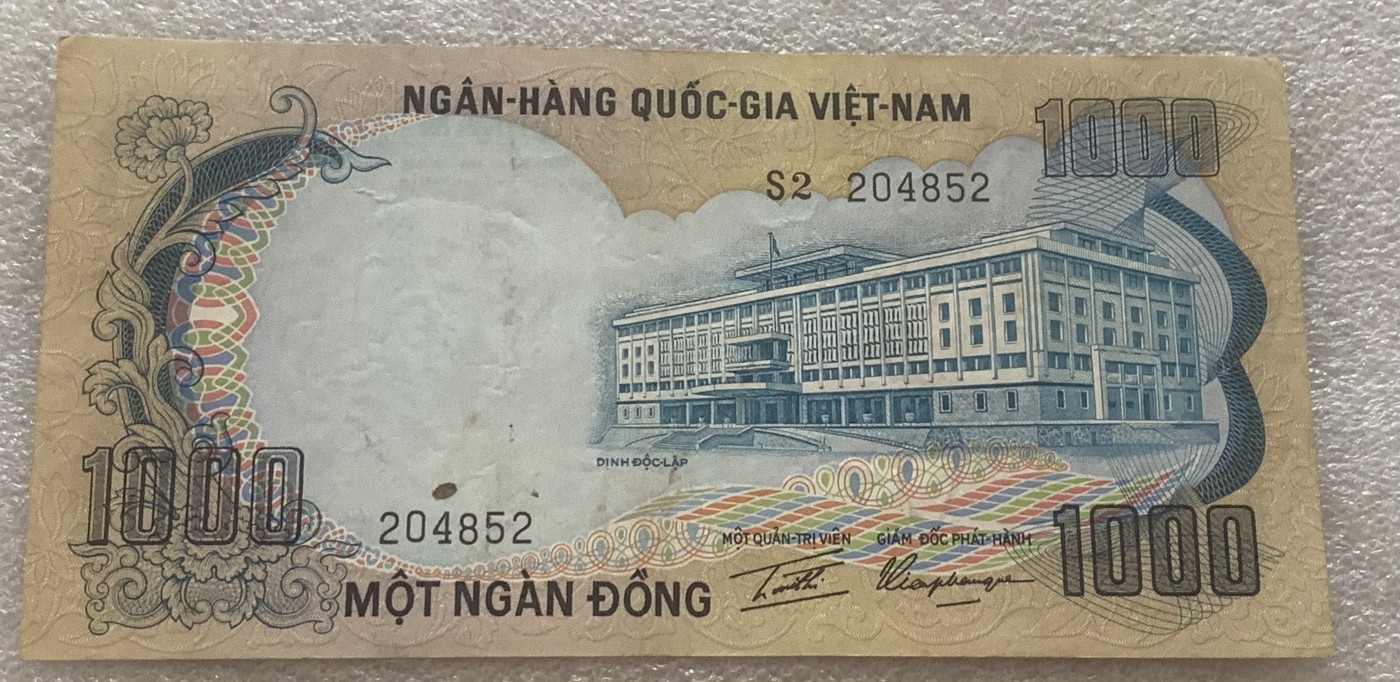 NGÂN-HÀNG QUỐC-GIA VIỆT-NAM
1000
S2 204852
DINH ĐỘC-LẬP
1000
204852
MỘT QUẢN-TRỊ VIÊN GIÁM ĐỐC PHÁT-HÀNH
1000
MỘT NGÀN ĐỒNG